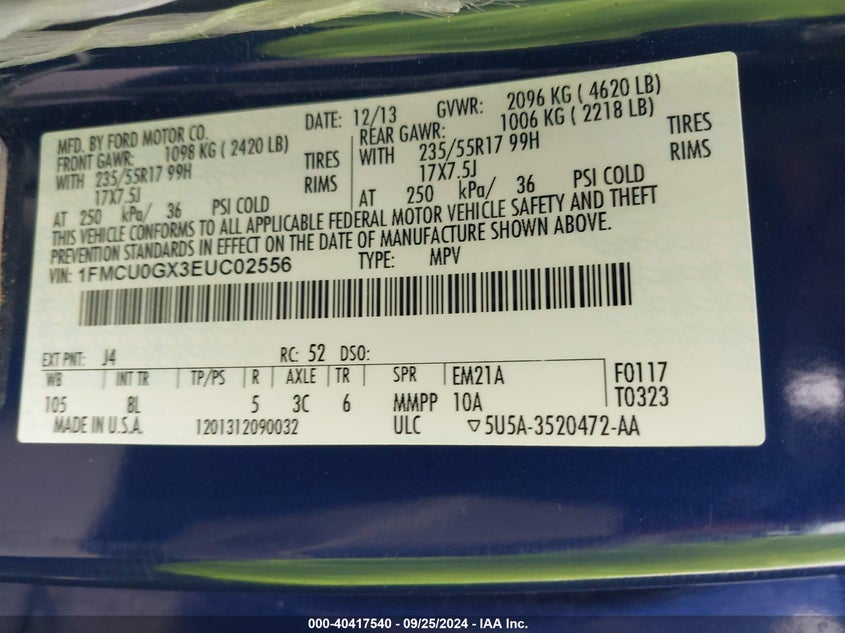 MFD. BY FORD MOTOR CO. DATE: 12/13 GVWR: 2096 KG ( 4620 LB)
FRONT GAWR: 1098 KG ( 2420 LB) REAR GAWR: 1006 KG ( 2218 LB)
WITH 235/55R17 99H TIRES WITH 235/55R17 99H TIRES
17X7.5J RIMS 17X7.5J RIMS
AT 250 kPa/ 36 PSI COLD AT 250 kPa/ 36 PSI COLD
THIS VEHICLE CONFORMS TO ALL APPLICABLE FEDERAL MOTOR VEHICLE SAFETY AND THEFT
PREVENTION STANDARDS IN EFFECT ON THE DATE OF MANUFACTURE SHOWN ABOVE.
VIN: 1FMCU0GX3EUC02556 TYPE: MPV
EXT PNT: J4 RC: 52 DSO:
WB INT TR TP/PS R AXLE TR SPR EM21A F0117
105 8L 5 3C 6 MMPP 10A T0323
MADE IN U.S.A. 1201312090032 ULC ▽5U5A-3520472-AA
000-40417540 - 09/25/2024 - IAA Inc.